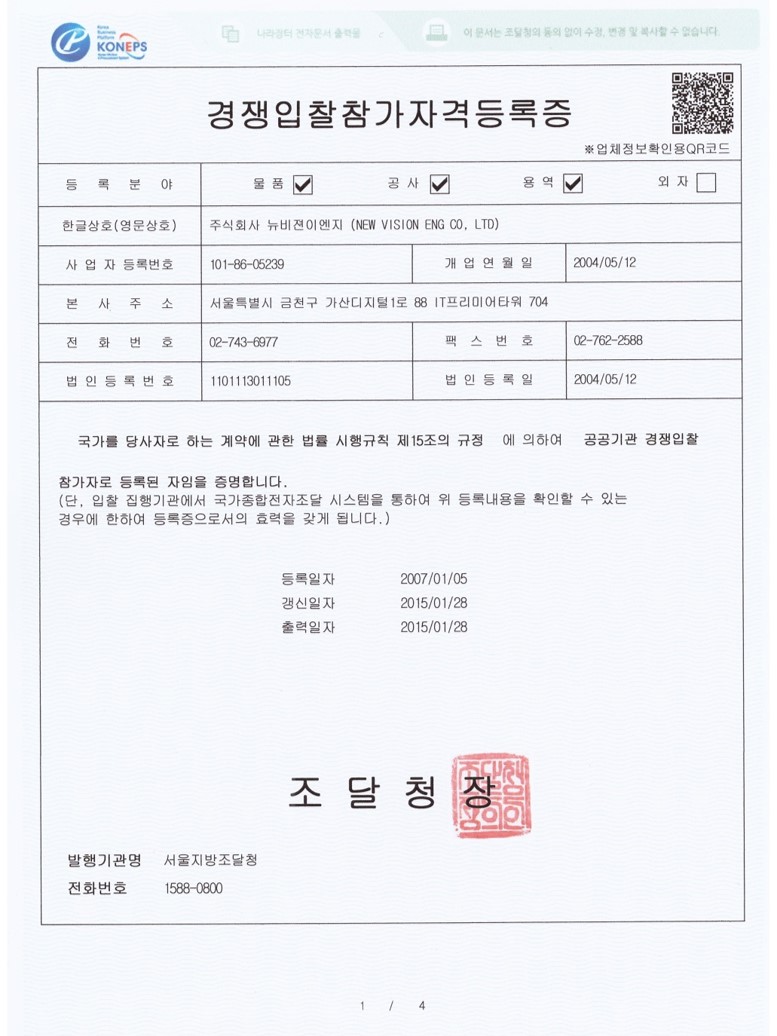 KONEPS
나라장터 전자문서 출력물
이 문서는 조달청의 동의 없이 수정, 변경 및 복사할 수 없습니다.
경쟁입찰참가자격등록증
※업체정보확인용QR코드
등 록 분 야 물 품 ✓ 공 사 ✓ 용 역 ✓ 외 자 □
한글상호(영문상호) 주식회사 뉴비젼이엔지 (NEW VISION ENG CO, LTD)
사 업 자 등록번호 101-86-05239 개 업 연 월 일 2004/05/12
본 사 주 소 서울특별시 금천구 가산디지털1로 88 IT프리미어타워 704
전 화 번 호 02-743-6977 팩 스 번 호 02-762-2588
법 인 등 록 번 호 1101113011105 법 인 등 록 일 2004/05/12
국가를 당사자로 하는 계약에 관한 법률 시행규칙 제15조의 규정 에 의하여 공공기관 경쟁입찰
참가자로 등록된 자임을 증명합니다.
(단, 입찰 집행기관에서 국가종합전자조달 시스템을 통하여 위 등록내용을 확인할 수 있는
경우에 한하여 등록증으로서의 효력을 갖게 됩니다.)
등록일자 2007/01/05
갱신일자 2015/01/28
출력일자 2015/01/28
조 달 청 장
발행기관명 서울지방조달청
전화번호 1588-0800
1 / 4